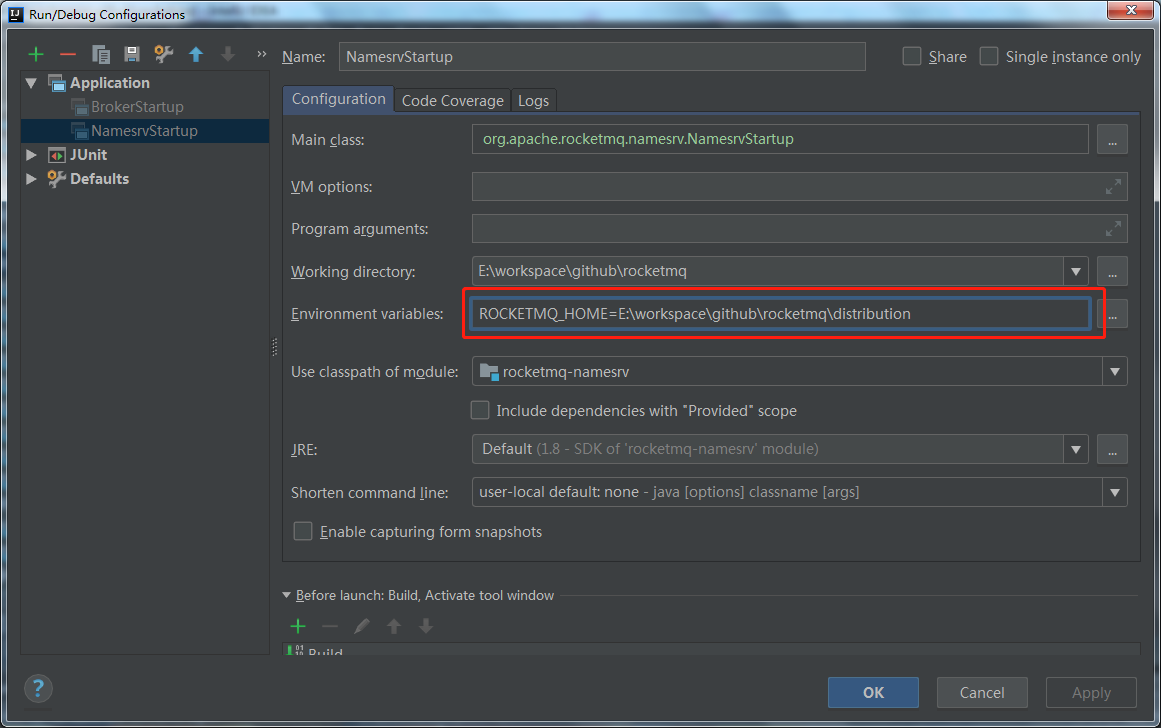 Run/Debug Configurations
Name: NamesrvStartup Share Single instance only
Application
BrokerStartup
NamesrvStartup
JUnit
Defaults
Configuration Code Coverage Logs
Main class: org.apache.rocketmq.namesrv.NamesrvStartup ...
VM options:
Program arguments:
Working directory: E:\workspace\github\rocketmq ...
Environment variables: ROCKETMQ_HOME=E:\workspace\github\rocketmq\distribution ...
Use classpath of module: rocketmq-namesrv
Include dependencies with "Provided" scope
JRE: Default (1.8 - SDK of 'rocketmq-namesrv' module) ...
Shorten command line: user-local default: none - java [options] classname [args]
Enable capturing form snapshots
Before launch: Build, Activate tool window
Build
? OK Cancel Apply